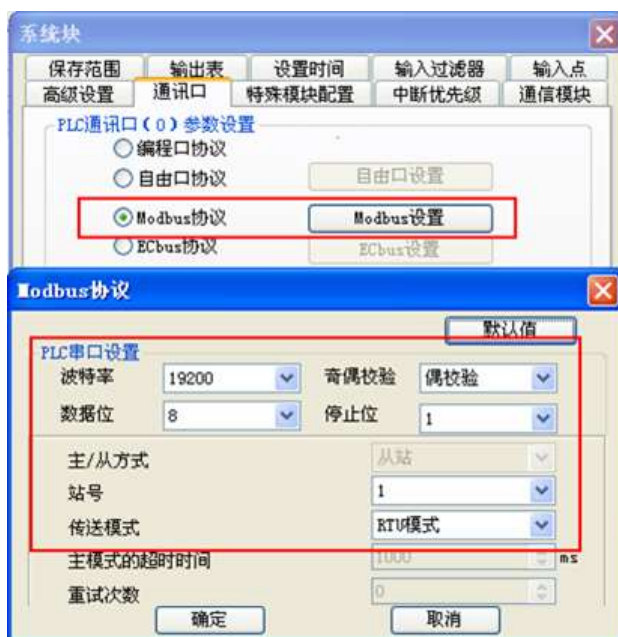 系统块
保存范围 输出表 设置时间 输入过滤器 输入点
高级设置 通讯口 特殊模块配置 中断优先级 通信模块
PLC通讯口(0)参数设置
编程口协议
自由口协议 自由口设置
Modbus协议 Modbus设置
ECbus协议 ECbus设置
Modbus协议
默认值
PLC串口设置
波特率 19200 奇偶校验 偶校验
数据位 8 停止位 1
主/从方式 从站
站号 1
传送模式 RTU模式
主模式的超时时间 1000 ms
重试次数 0
确定 取消